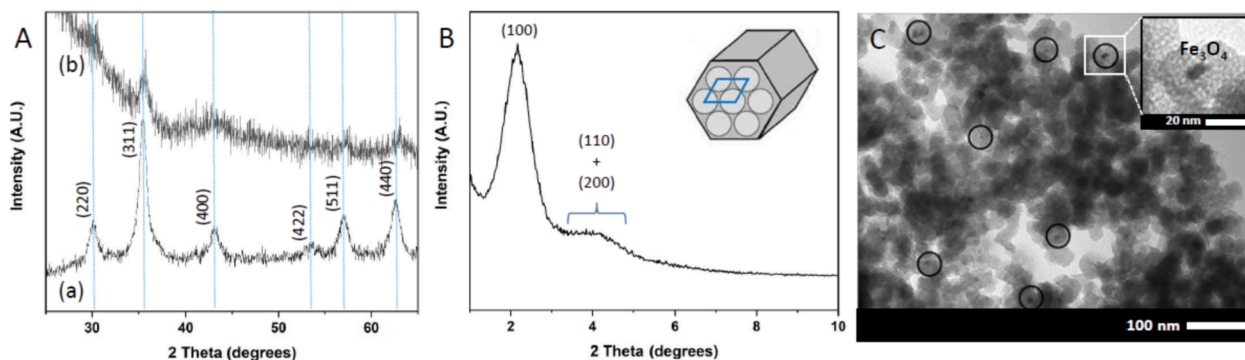 A
(b)
(220)
(311)
(400)
(422)
(511)
(440)
(a)
30
40
50
60
2 Theta (degrees)
Intensity (A.U.)
B
(100)
(110)
+
(200)
2
4
6
8
10
2 Theta (degrees)
Intensity (A.U.)
C
Fe₃O₄
20 nm
100 nm